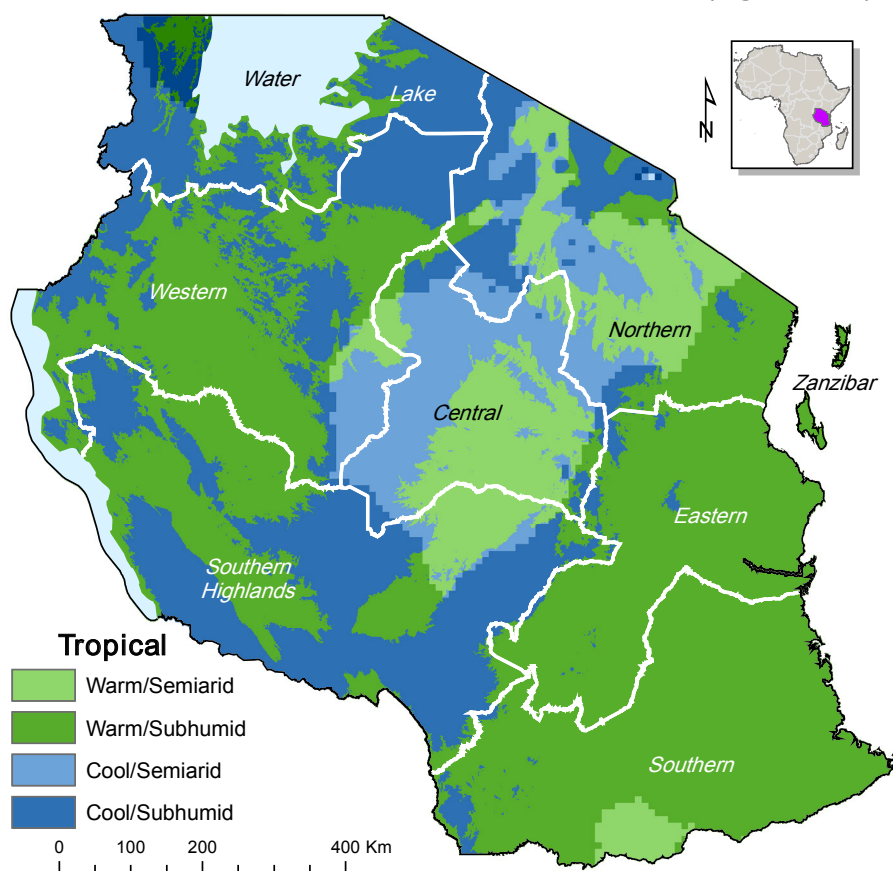 Water
Lake
N
Western
Northern
Zanzibar
Central
Eastern
Southern
Highlands
Southern
Tropical
Warm/Semiarid
Warm/Subhumid
Cool/Semiarid
Cool/Subhumid
0 100 200 400 Km